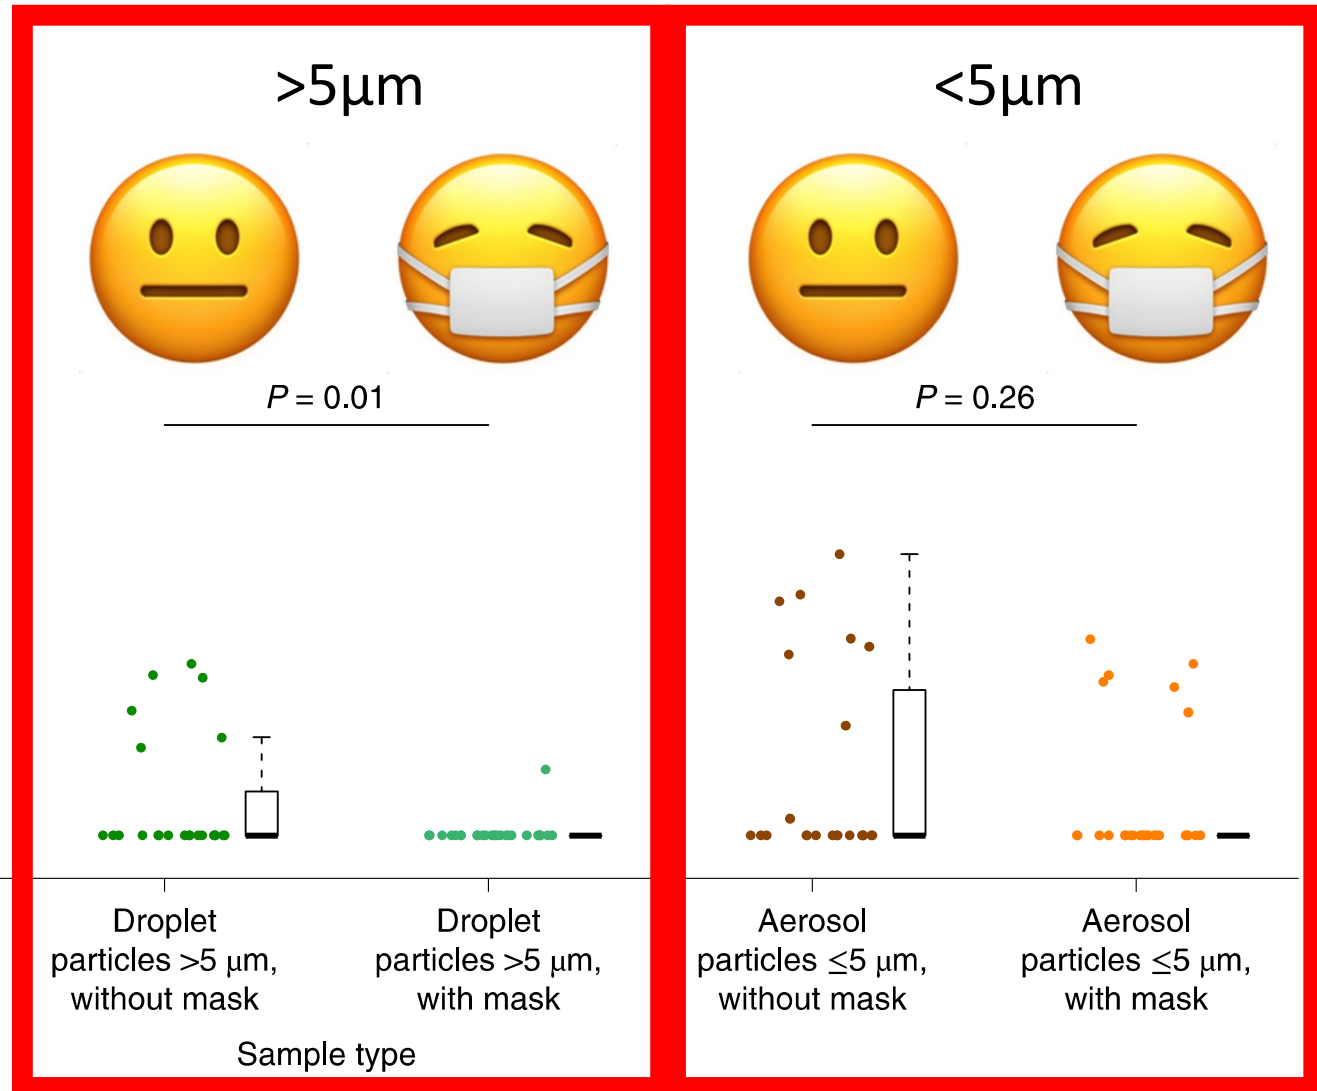 >5μm
<5μm
P = 0.01
P = 0.26
Droplet
particles >5 μm,
without mask
Droplet
particles >5 μm,
with mask
Aerosol
particles ≤5 μm,
without mask
Aerosol
particles ≤5 μm,
with mask
Sample type